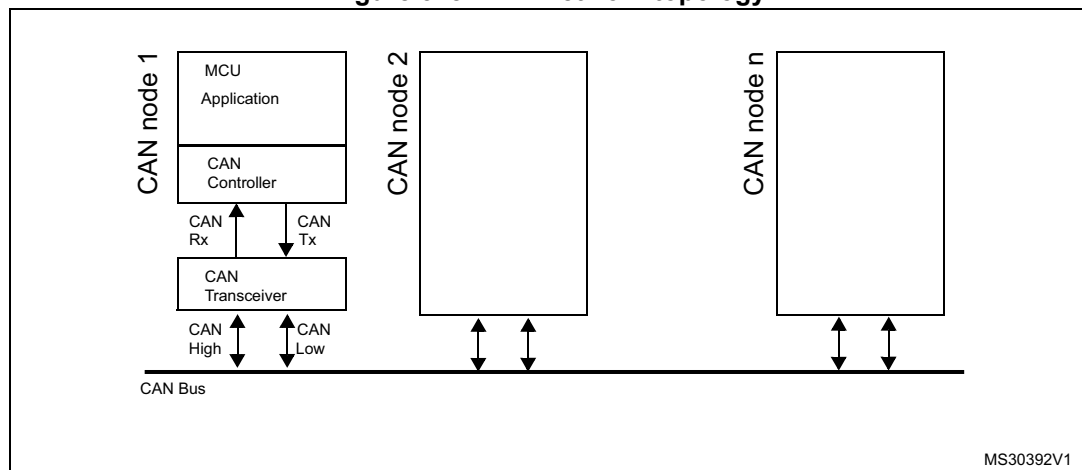 topology
CAN node 1
MCU
Application
CAN
Controller
CAN
Rx
CAN
Tx
CAN
Transceiver
CAN
High
CAN
Low
CAN node 2
CAN node n
CAN Bus
MS30392V1